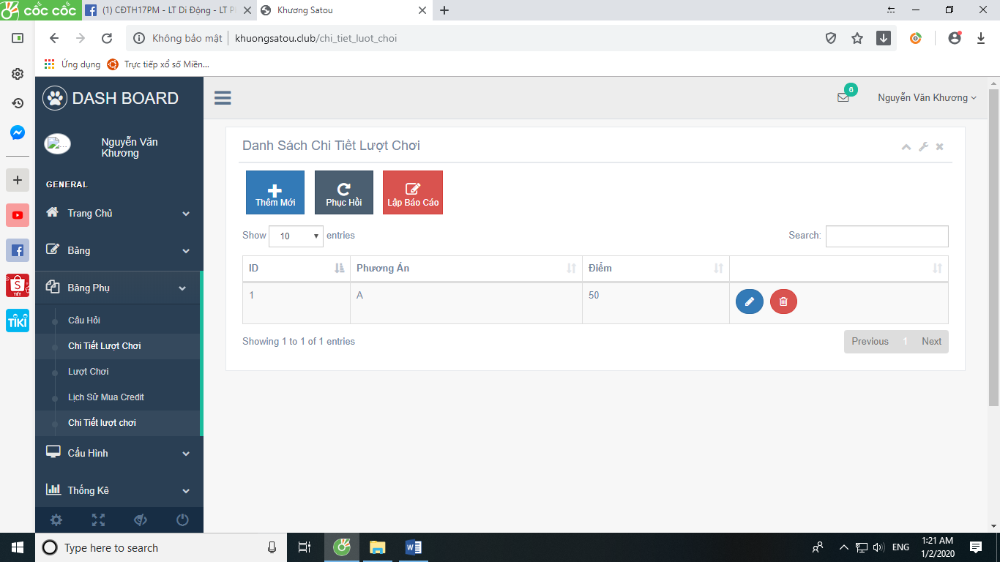 cốc cốc
(1) CĐTH17PM - LT Di Động - LT P
Khương Satou
Không bảo mật
khuongsatou.club/chi_tiet_luot_choi
Ứng dụng
Trực tiếp xổ số Miền...
DASH BOARD
6
Nguyễn Văn Khương
Nguyễn Văn
Khương
GENERAL
Trang Chủ
Bảng
Bảng Phụ
Câu Hỏi
Chi Tiết Lượt Chơi
Lượt Chơi
Lịch Sử Mua Credit
Chi Tiết lượt chơi
Cấu Hình
Thống Kê
TẾT
TIKI
Danh Sách Chi Tiết Lượt Chơi
Thêm Mới
Phục Hồi
Lập Báo Cáo
Show 10 entries
Search:
ID Phương Án Điểm
1 A 50
Showing 1 to 1 of 1 entries
Previous 1 Next
Type here to search
ENG
1:21 AM
1/2/2020